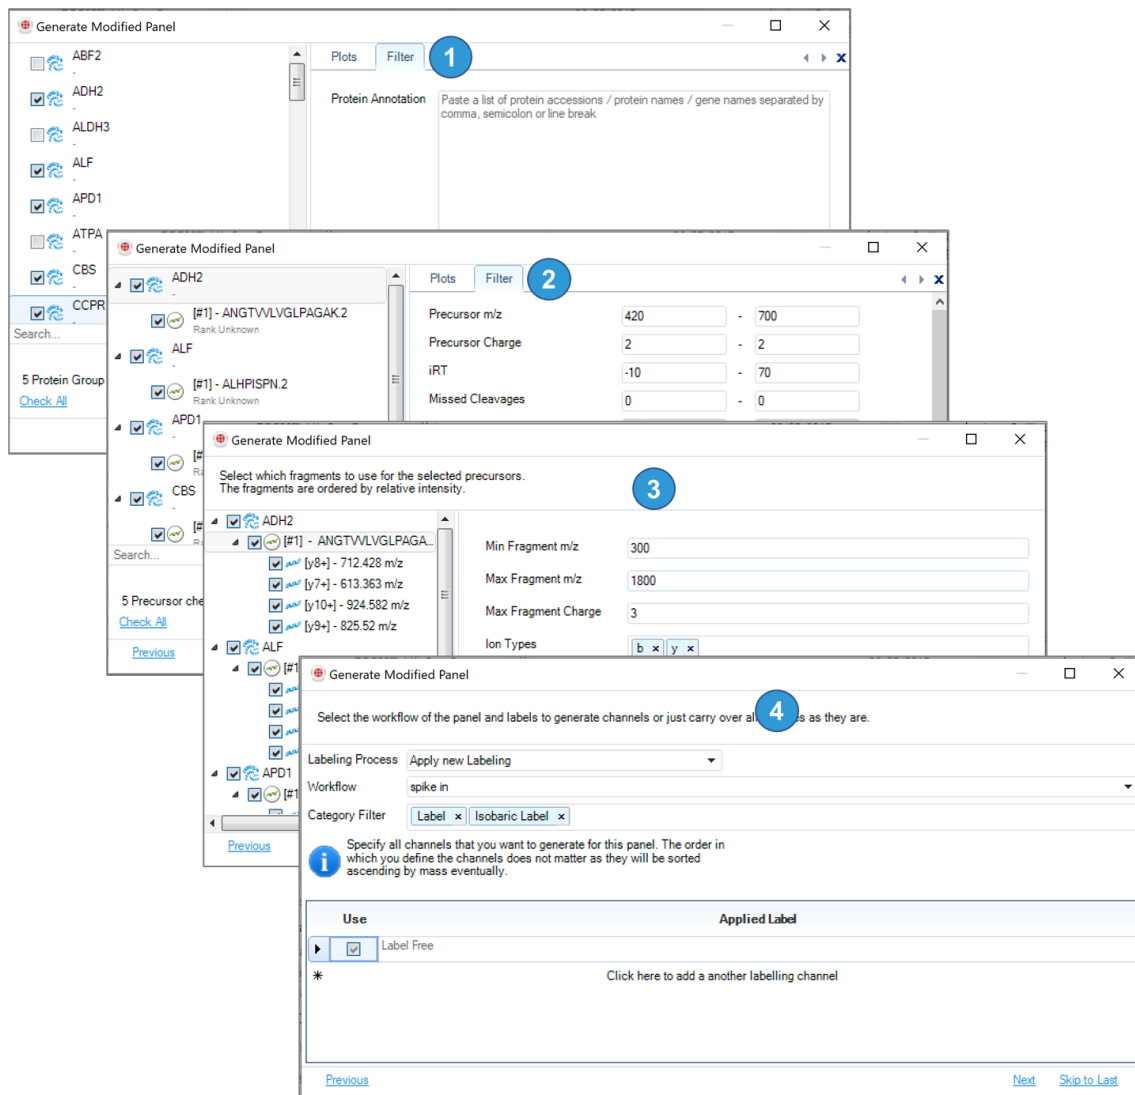 Generate Modified Panel
ABF2
-
ADH2
-
ALDH3
-
ALF
-
APD1
-
ATPA
-
CBS
-
CCPR
Search...
5 Protein Group
Check All
Plots Filter 1
Protein Annotation
Paste a list of protein accessions / protein names / gene names separated by
comma, semicolon or line break
Generate Modified Panel
ADH2
-
[#1] - ANGTVVLVGLPAGAK.2
Rank Unknown
ALF
-
[#1] - ALHPISPN.2
Rank Unknown
APD1
-
[#
CBS
-
[#
Search...
5 Precursor che
Check All
Previous
Plots Filter 2
Precursor m/z 420 - 700
Precursor Charge 2 - 2
iRT -10 - 70
Missed Cleavages 0 - 0
Generate Modified Panel
Select which fragments to use for the selected precursors.
The fragments are ordered by relative intensity.
3
ADH2
[#1] - ANGTVVLVGLPAGA...
[y8+] - 712.428 m/z
[y7+] - 613.363 m/z
[y10+] - 924.582 m/z
[y9+] - 825.52 m/z
ALF
[#1
APD1
[#1
Previous
Min Fragment m/z 300
Max Fragment m/z 1800
Max Fragment Charge 3
Ion Types b x y x
Generate Modified Panel
4
Select the workflow of the panel and labels to generate channels or just carry over as they are.
Labeling Process Apply new Labeling
Workflow spike in
Category Filter Label x Isobaric Label x
Specify all channels that you want to generate for this panel. The order in
which you define the channels does not matter as they will be sorted
ascending by mass eventually.
Use Applied Label
Label Free
Click here to add a another labelling channel
Previous Next Skip to Last